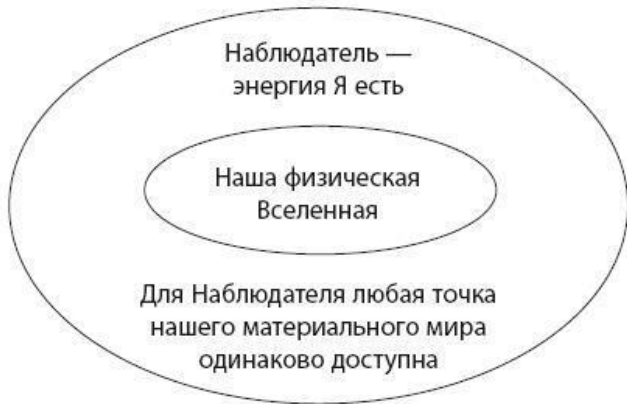 Наблюдатель —
энергия Я есть
Наша физическая
Вселенная
Для Наблюдателя любая точка
нашего материального мира
одинаково доступна